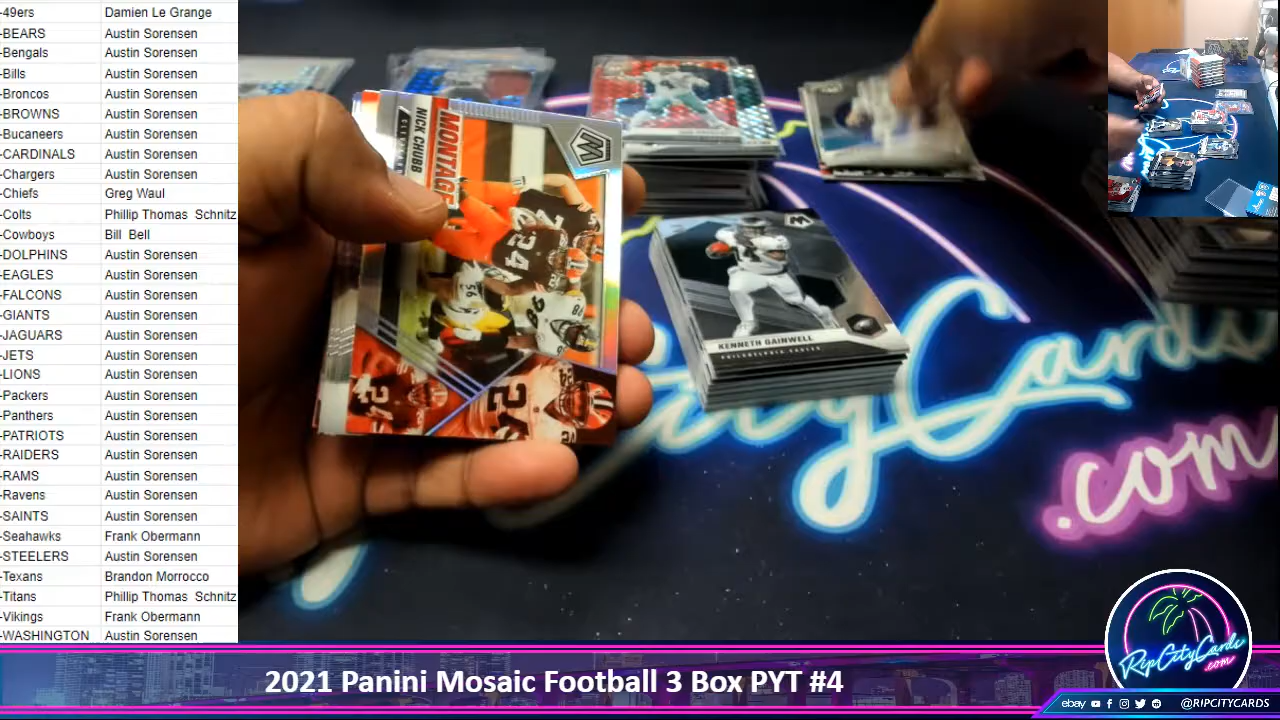 -49ers Damien Le Grange
-BEARS Austin Sorensen
-Bengals Austin Sorensen
-Bills Austin Sorensen
-Broncos Austin Sorensen
-BROWNS Austin Sorensen
-Bucaneers Austin Sorensen
-CARDINALS Austin Sorensen
-Chargers Austin Sorensen
-Chiefs Greg Waul
-Colts Phillip Thomas Schnitz
-Cowboys Bill Bell
-DOLPHINS Austin Sorensen
-EAGLES Austin Sorensen
-FALCONS Austin Sorensen
-GIANTS Austin Sorensen
-JAGUARS Austin Sorensen
-JETS Austin Sorensen
-LIONS Austin Sorensen
-Packers Austin Sorensen
-Panthers Austin Sorensen
-PATRIOTS Austin Sorensen
-RAIDERS Austin Sorensen
-RAMS Austin Sorensen
-Ravens Austin Sorensen
-SAINTS Austin Sorensen
-Seahawks Frank Obermann
-STEELERS Austin Sorensen
-Texans Brandon Morrocco
-Titans Phillip Thomas Schnitz
-Vikings Frank Obermann
-WASHINGTON Austin Sorensen
MONTAGE
NICK CHUBB
24
24
KENNETH GAINWELL
PHILADELPHIA EAGLES
ityCard
.com
RipCityCards
.com
2021 Panini Mosaic Football 3 Box PYT #4
ebay @RIPCITYCARDS